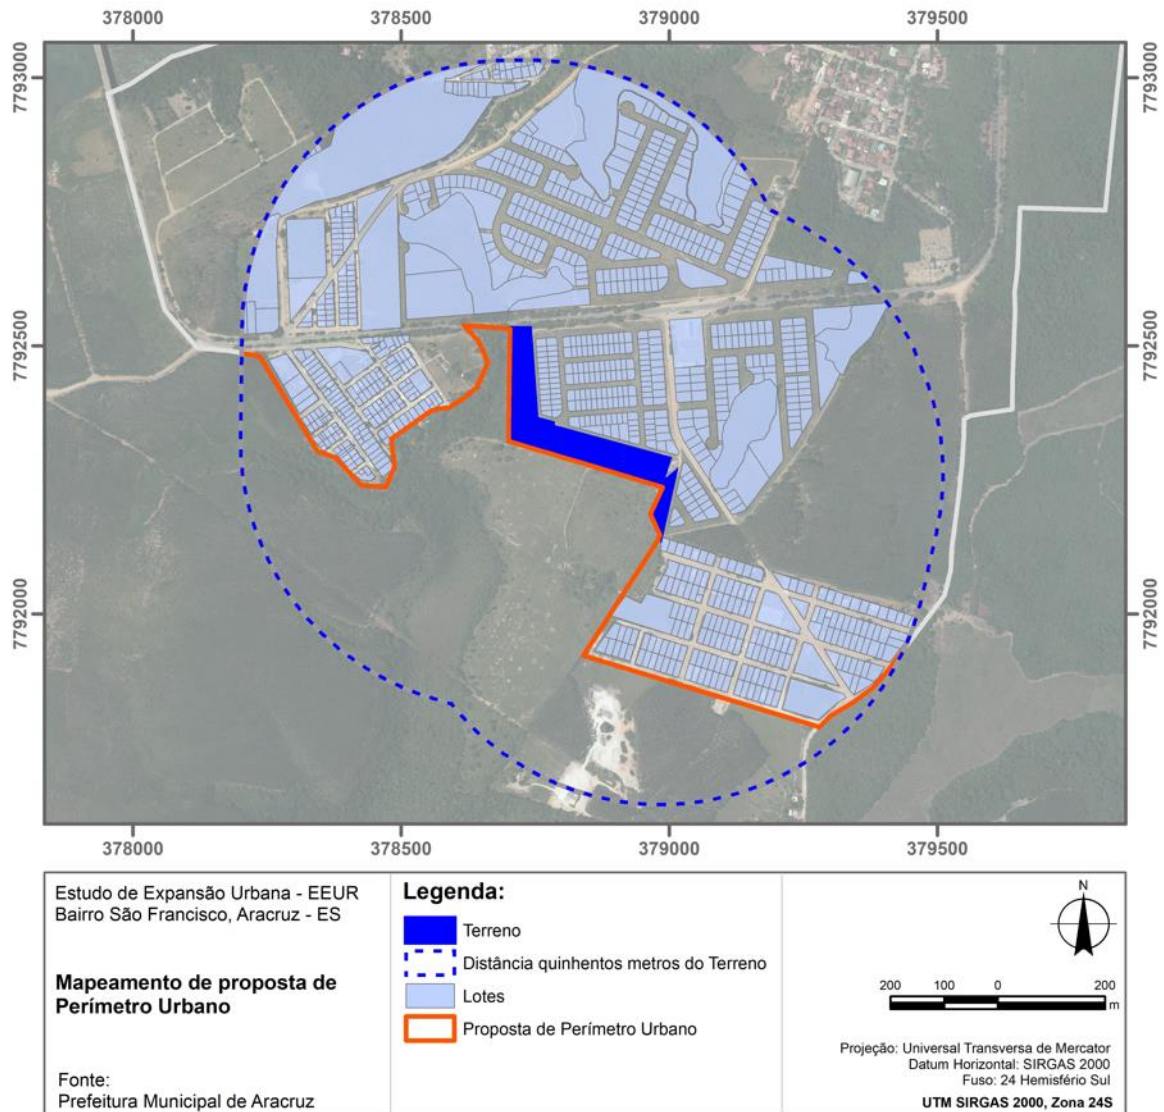 378000 378500 379000 379500
7793000 7793000
7792500 7792500
7792000 7792000
378000 378500 379000 379500
Estudo de Expansão Urbana - EEUR
Bairro São Francisco, Aracruz - ES
Mapeamento de proposta de
Perímetro Urbano
Fonte:
Prefeitura Municipal de Aracruz
Legenda:
Terreno
Distância quinhentos metros do Terreno
Lotes
Proposta de Perímetro Urbano
N
200 100 0 200
m
Projeção: Universal Transversa de Mercator
Datum Horizontal: SIRGAS 2000
Fuso: 24 Hemisfério Sul
UTM SIRGAS 2000, Zona 24S